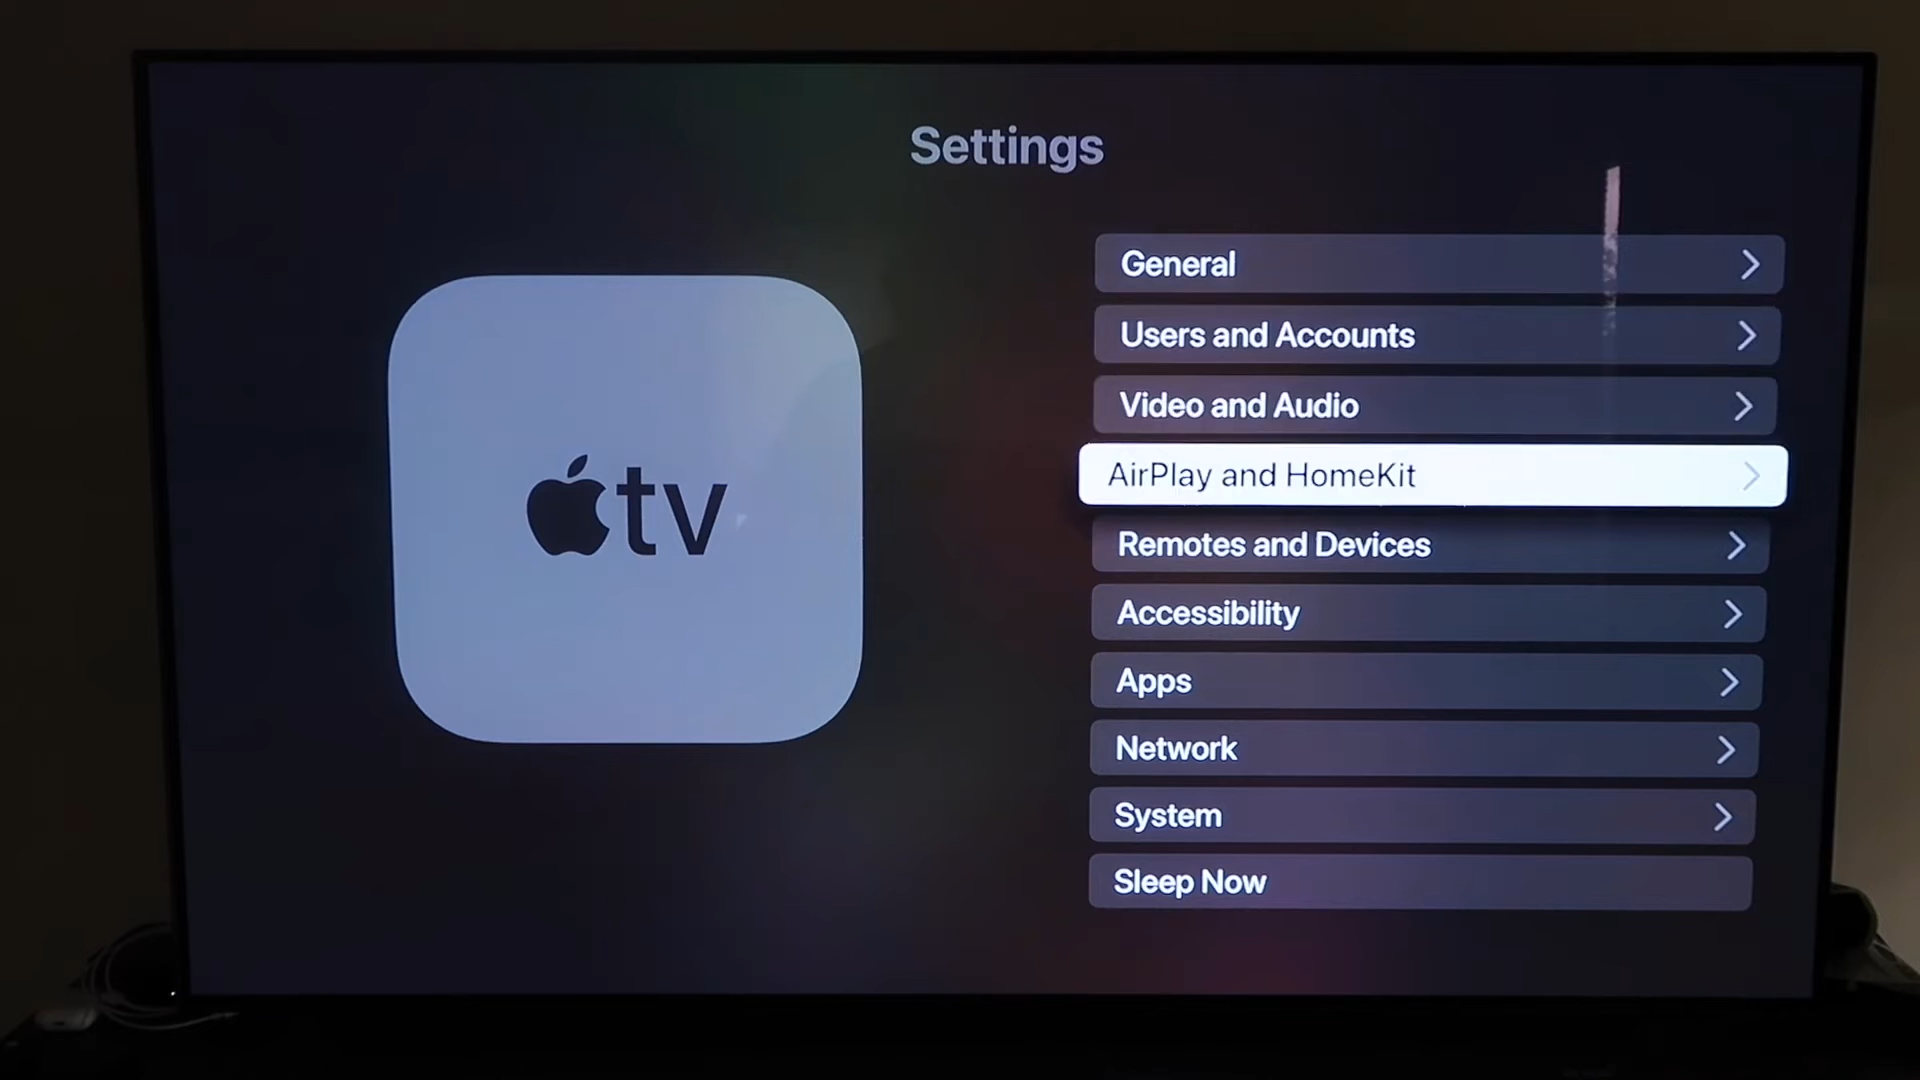 Settings
General
Users and Accounts
Video and Audio
AirPlay and HomeKit
Remotes and Devices
Accessibility
Apps
Network
System
Sleep Now
tv